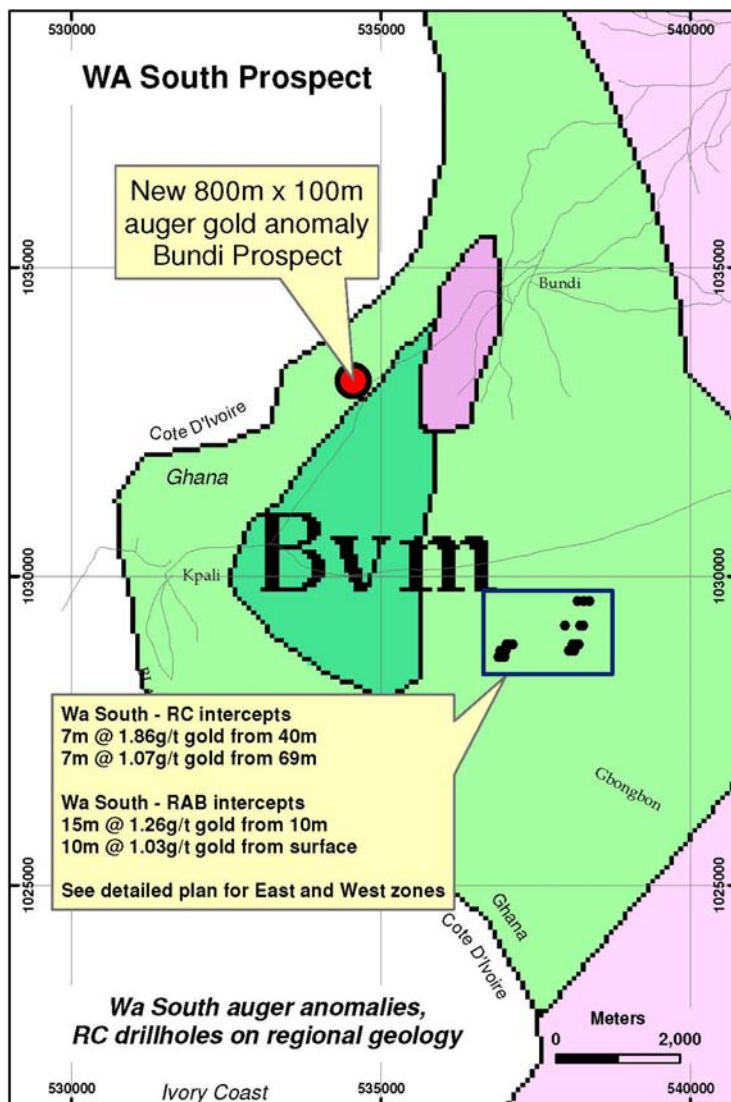 530000
535000
540000
WA South Prospect
New 800m x 100m
auger gold anomaly
Bundi Prospect
1035000
1035000
Bundi
Cote D'Ivoire
Ghana
Bvm
1030000
Kpali
1030000
Wa South - RC intercepts
7m @ 1.86g/t gold from 40m
7m @ 1.07g/t gold from 69m
Wa South - RAB intercepts
15m @ 1.26g/t gold from 10m
10m @ 1.03g/t gold from surface
See detailed plan for East and West zones
Gbongbon
1025000
1025000
Ghana
Cote D'Ivoire
Wa South auger anomalies,
RC drillholes on regional geology
Meters
0 2,000
Ivory Coast
530000
535000
540000